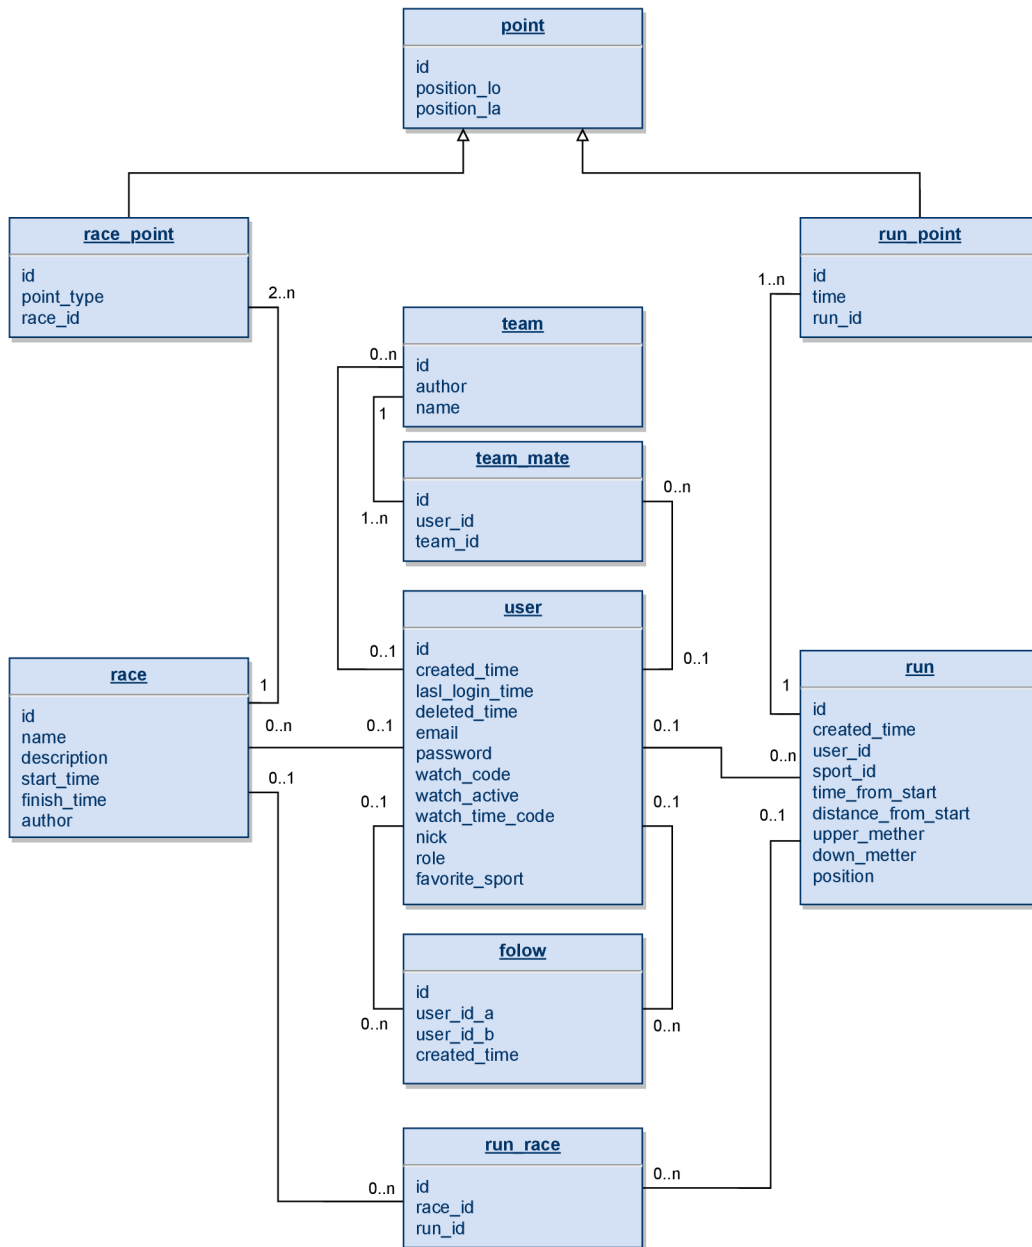 point
id
position_lo
position_la
race_point
id
point_type
race_id
2..n
run_point
id
time
run_id
1..n
team
id
author
name
0..n
1
team_mate
id
user_id
team_id
1..n
0..n
user
id
created_time
lasl_login_time
deleted_time
email
password
watch_code
watch_active
watch_time_code
nick
role
favorite_sport
0..1
0..1
0..1
0..1
0..1
0..1
race
id
name
description
start_time
finish_time
author
1
0..n
0..1
run
id
created_time
user_id
sport_id
time_from_start
distance_from_start
upper_mether
down_metter
position
1
0..n
0..1
folow
id
user_id_a
user_id_b
created_time
0..n
0..n
run_race
id
race_id
run_id
0..n
0..n